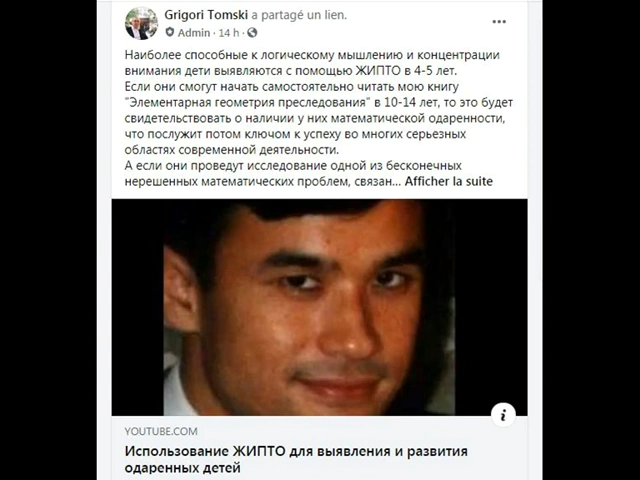 Grigori Tomski a partagé un lien.
Admin · 14 h ·
Наиболее способные к логическому мышлению и концентрации
внимания дети выявляются с помощью ЖИПТО в 4-5 лет.
Если они смогут начать самостоятельно читать мою книгу
"Элементарная геометрия преследования" в 10-14 лет, то это будет
свидетельствовать о наличии у них математической одаренности,
что послужит потом ключом к успеху во многих серьезных
областях современной деятельности.
А если они проведут исследование одной из бесконечных
нерешенных математических проблем, связан... Afficher la suite
YOUTUBE.COM
Использование ЖИПТО для выявления и развития
одаренных детей